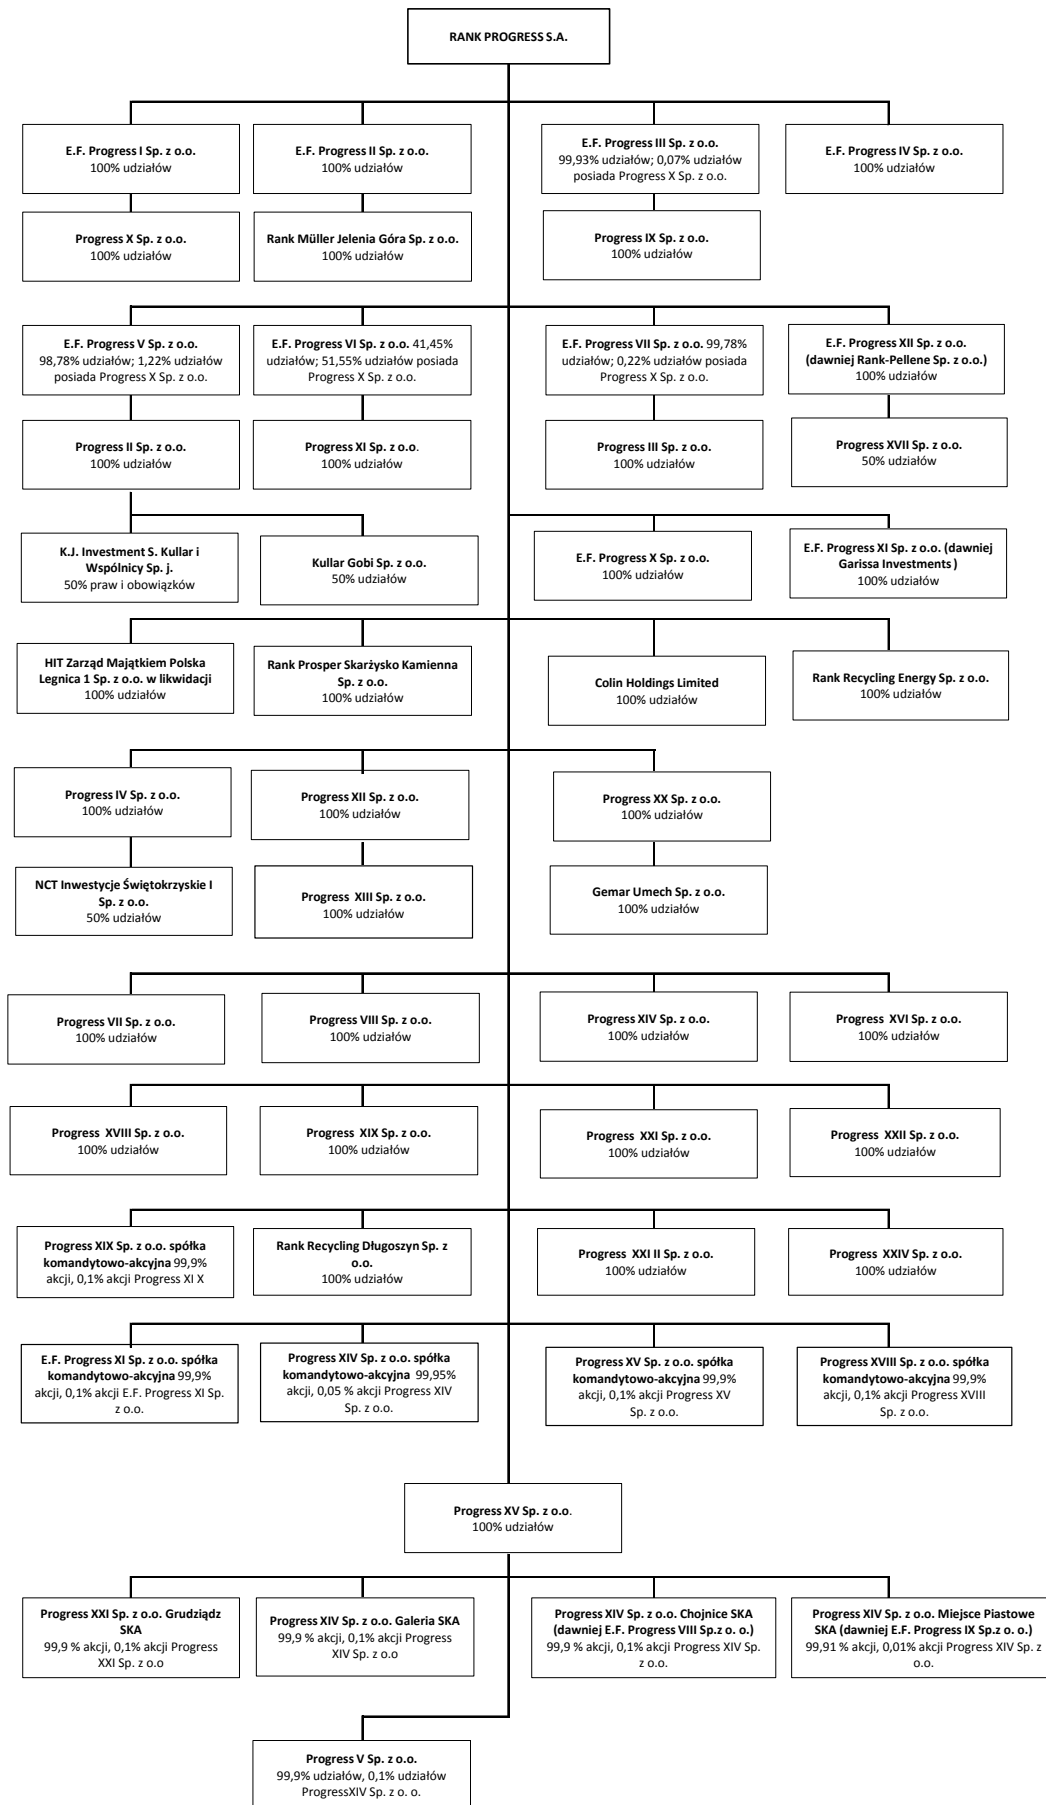 RANK PROGRESS S.A.
E.F. Progress I Sp. z o.o.
100% udziałów
E.F. Progress II Sp. z o.o.
100% udziałów
E.F. Progress III Sp. z o.o.
99,93% udziałów; 0,07% udziałów
posiada Progress X Sp. z o.o.
E.F. Progress IV Sp. z o.o.
100% udziałów
Progress X Sp. z o.o.
100% udziałów
Rank Müller Jelenia Góra Sp. z o.o.
100% udziałów
Progress IX Sp. z o.o.
100% udziałów
E.F. Progress V Sp. z o.o.
98,78% udziałów; 1,22% udziałów
posiada Progress X Sp. z o.o.
E.F. Progress VI Sp. z o.o. 41,45%
udziałów; 51,55% udziałów posiada
Progress X Sp. z o.o.
E.F. Progress VII Sp. z o.o. 99,78%
udziałów; 0,22% udziałów posiada
Progress X Sp. z o.o.
E.F. Progress XII Sp. z o.o.
(dawniej Rank-Pellene Sp. z o.o.)
100% udziałów
Progress II Sp. z o.o.
100% udziałów
Progress XI Sp. z o.o.
100% udziałów
Progress III Sp. z o.o.
100% udziałów
Progress XVII Sp. z o.o.
50% udziałów
K.J. Investment S. Kullar i
Wspólnicy Sp. j.
50% praw i obowiązków
Kullar Gobi Sp. z o.o.
50% udziałów
E.F. Progress X Sp. z o.o.
100% udziałów
E.F. Progress XI Sp. z o.o. (dawniej
Garissa Investments )
100% udziałów
HIT Zarząd Majątkiem Polska
Legnica 1 Sp. z o.o. w likwidacji
100% udziałów
Rank Prosper Skarżysko Kamienna
Sp. z o.o.
100% udziałów
Colin Holdings Limited
100% udziałów
Rank Recycling Energy Sp. z o.o.
100% udziałów
Progress IV Sp. z o.o.
100% udziałów
Progress XII Sp. z o.o.
100% udziałów
Progress XX Sp. z o.o.
100% udziałów
NCT Inwestycje Świętokrzyskie I
Sp. z o.o.
50% udziałów
Progress XIII Sp. z o.o.
100% udziałów
Gemar Umech Sp. z o.o.
100% udziałów
Progress VII Sp. z o.o.
100% udziałów
Progress VIII Sp. z o.o.
100% udziałów
Progress XIV Sp. z o.o.
100% udziałów
Progress XVI Sp. z o.o.
100% udziałów
Progress XVIII Sp. z o.o.
100% udziałów
Progress XIX Sp. z o.o.
100% udziałów
Progress XXI Sp. z o.o.
100% udziałów
Progress XXII Sp. z o.o.
100% udziałów
Progress XIX Sp. z o.o. spółka
komandytowo-akcyjna 99,9%
akcji, 0,1% akcji Progress XI X
Rank Recycling Długoszyn Sp. z
o.o.
100% udziałów
Progress XXI II Sp. z o.o.
100% udziałów
Progress XXIV Sp. z o.o.
100% udziałów
E.F. Progress XI Sp. z o.o. spółka
komandytowo-akcyjna 99,9%
akcji, 0,1% akcji E.F. Progress XI Sp.
z o.o.
Progress XIV Sp. z o.o. spółka
komandytowo-akcyjna 99,95%
akcji, 0,05 % akcji Progress XIV
Sp. z o.o.
Progress XV Sp. z o.o. spółka
komandytowo-akcyjna 99,9%
akcji, 0,1% akcji Progress XV
Sp. z o.o.
Progress XVIII Sp. z o.o. spółka
komandytowo-akcyjna 99,9%
akcji, 0,1% akcji Progress XVIII
Sp. z o.o.
Progress XV Sp. z o.o.
100% udziałów
Progress XXI Sp. z o.o. Grudziądz
SKA
99,9 % akcji, 0,1% akcji Progress
XXI Sp. z o.o
Progress XIV Sp. z o.o. Galeria SKA
99,9 % akcji, 0,1% akcji Progress
XIV Sp. z o.o
Progress XIV Sp. z o.o. Chojnice SKA
(dawniej E.F. Progress VIII Sp.z o. o.)
99,9 % akcji, 0,1% akcji Progress XIV Sp.
z o.o.
Progress XIV Sp. z o.o. Miejsce Piastowe
SKA (dawniej E.F. Progress IX Sp.z o. o.)
99,91 % akcji, 0,01% akcji Progress XIV Sp. z
o.o.
Progress V Sp. z o.o.
99,9% udziałów, 0,1% udziałów
ProgressXIV Sp. z o. o.